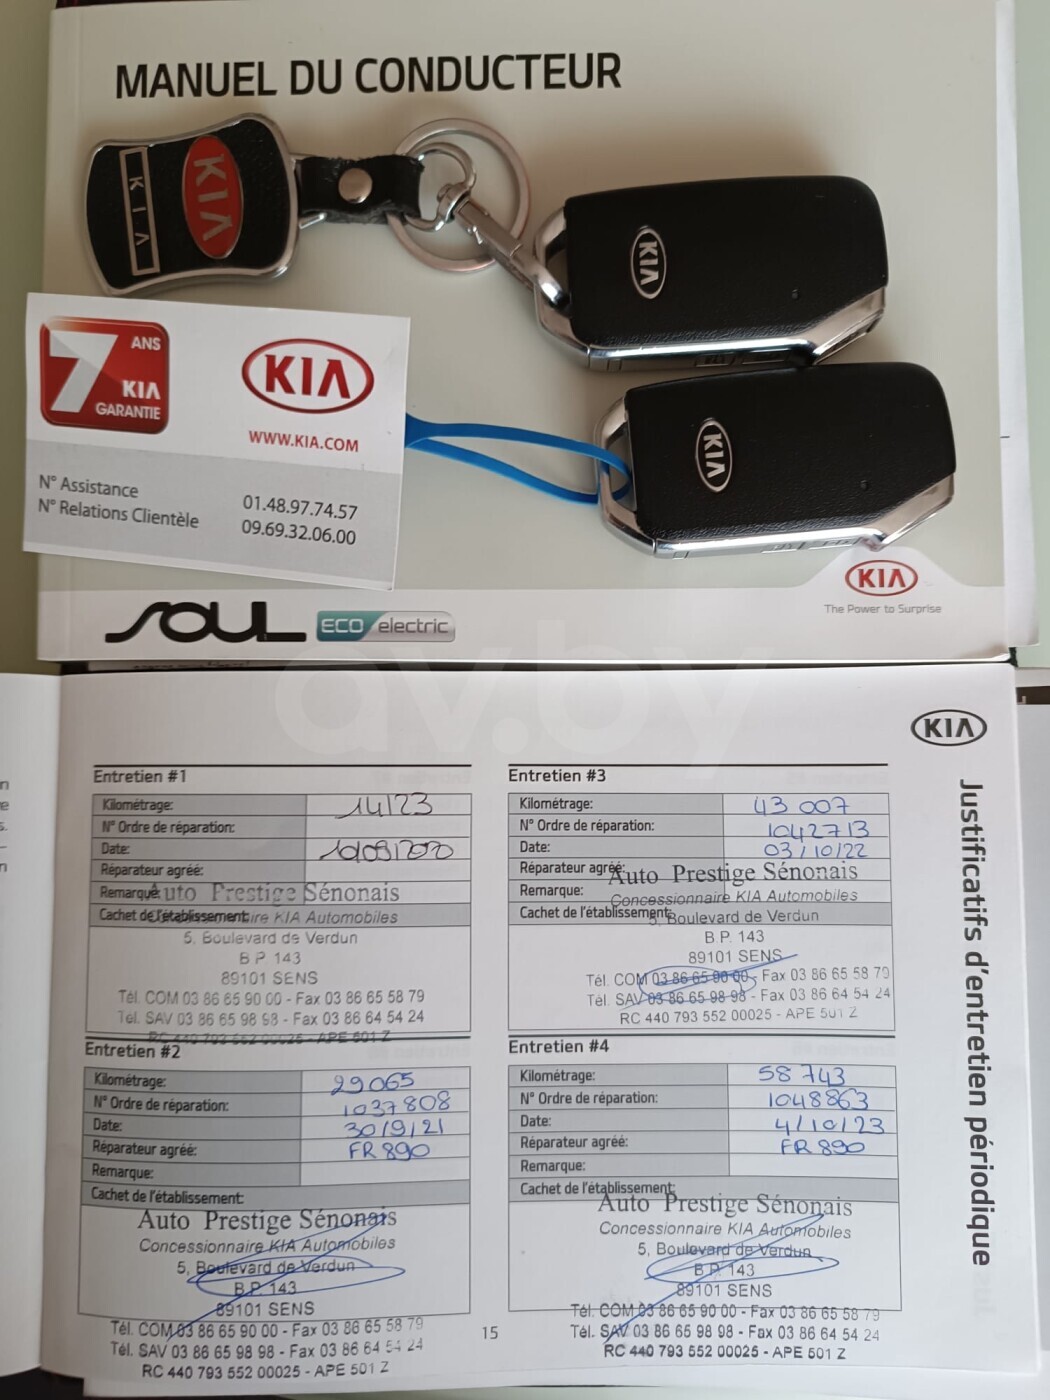 MANUEL DU CONDUCTEUR
KIA
KIA
KIA
KIA
7 ANS
KIA
GARANTIE
KIA
WWW.KIA.COM
N° Assistance 01.48.97.74.57
N° Relations Clientèle 09.69.32.06.00
SOUL ECO electric
KIA
The Power to Surprise
av.by
KIA
Justificatifs d'entretien périodique
Entretien #1
Kilométrage: 14123
N° Ordre de réparation:
Date: 10/09/2020
Réparateur agréé:
Remarque:
Auto Prestige Sénonais
Cachet de l'établissement:
Concessionnaire KIA Automobiles
5, Boulevard de Verdun
B.P. 143
89101 SENS
Tél. COM 03 86 65 90 00 - Fax 03 86 65 58 79
Tél. SAV 03 86 65 98 98 - Fax 03 86 64 54 24
RC 440 793 552 00025 - APE 501 Z
Entretien #2
Kilométrage: 29065
N° Ordre de réparation: 1037808
Date: 30/9/21
Réparateur agréé: FR890
Remarque:
Cachet de l'établissement:
Auto Prestige Sénonais
Concessionnaire KIA Automobiles
5, Boulevard de Verdun
B.P. 143
89101 SENS
Tél. COM 03 86 65 90 00 - Fax 03 86 65 58 79
Tél. SAV 03 86 65 98 98 - Fax 03 86 64 54 24
RC 440 793 552 00025 - APE 501 Z
Entretien #3
Kilométrage: 43 007
N° Ordre de réparation: 1042713
Date: 03/10/22
Réparateur agréé:
Auto Prestige Sénonais
Remarque:
Concessionnaire KIA Automobiles
Cachet de l'établissement:
5, Boulevard de Verdun
B.P. 143
89101 SENS
Tél. COM 03 86 65 90 00 - Fax 03 86 65 58 79
Tél. SAV 03 86 65 98 98 - Fax 03 86 64 54 24
RC 440 793 552 00025 - APE 501 Z
Entretien #4
Kilométrage: 58 743
N° Ordre de réparation: 1048863
Date: 4/10/23
Réparateur agréé: FR890
Remarque:
Cachet de l'établissement:
Auto Prestige Sénonais
Concessionnaire KIA Automobiles
5, Boulevard de Verdun
B.P. 143
89101 SENS
Tél. COM 03 86 65 90 00 - Fax 03 86 65 58 79
Tél. SAV 03 86 65 98 98 - Fax 03 86 64 54 24
RC 440 793 552 00025 - APE 501 Z
15